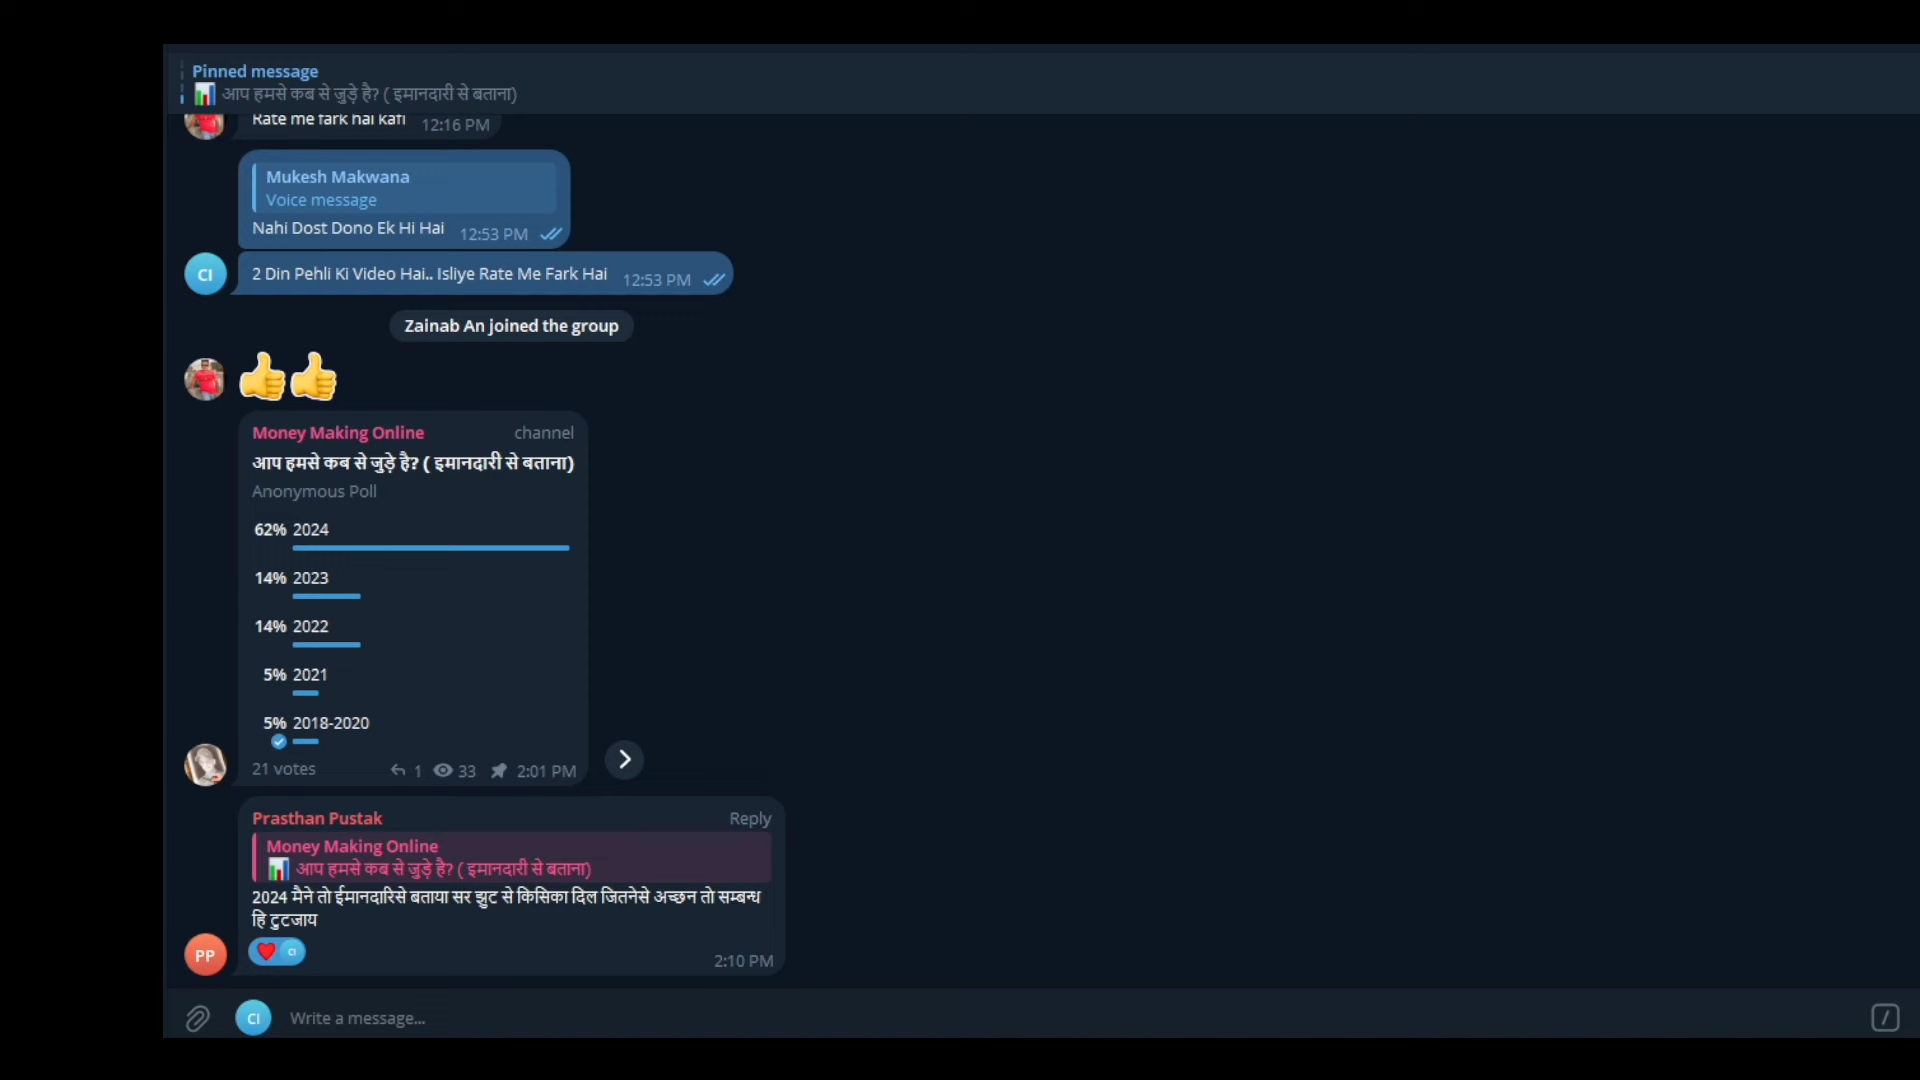 Pinned message
📊 आप हमसे कब से जुड़े है? ( इमानदारी से बताना)
Rate me fark hai kafi 12:16 PM
Mukesh Makwana
Voice message
Nahi Dost Dono Ek Hi Hai 12:53 PM
CI
2 Din Pehli Ki Video Hai.. Isliye Rate Me Fark Hai 12:53 PM
Zainab An joined the group
👍👍
Money Making Online channel
आप हमसे कब से जुड़े है? ( इमानदारी से बताना)
Anonymous Poll
62% 2024
14% 2023
14% 2022
5% 2021
5% 2018-2020
21 votes 1 33 2:01 PM
Prasthan Pustak Reply
Money Making Online
📊 आप हमसे कब से जुड़े है? ( इमानदारी से बताना)
2024 मैने तो ईमानदारिसे बताया सर झुट से किसिका दिल जितनेसे अच्छन तो सम्बन्ध
हि टुटजाय
PP
❤️ CI
2:10 PM
CI Write a message...